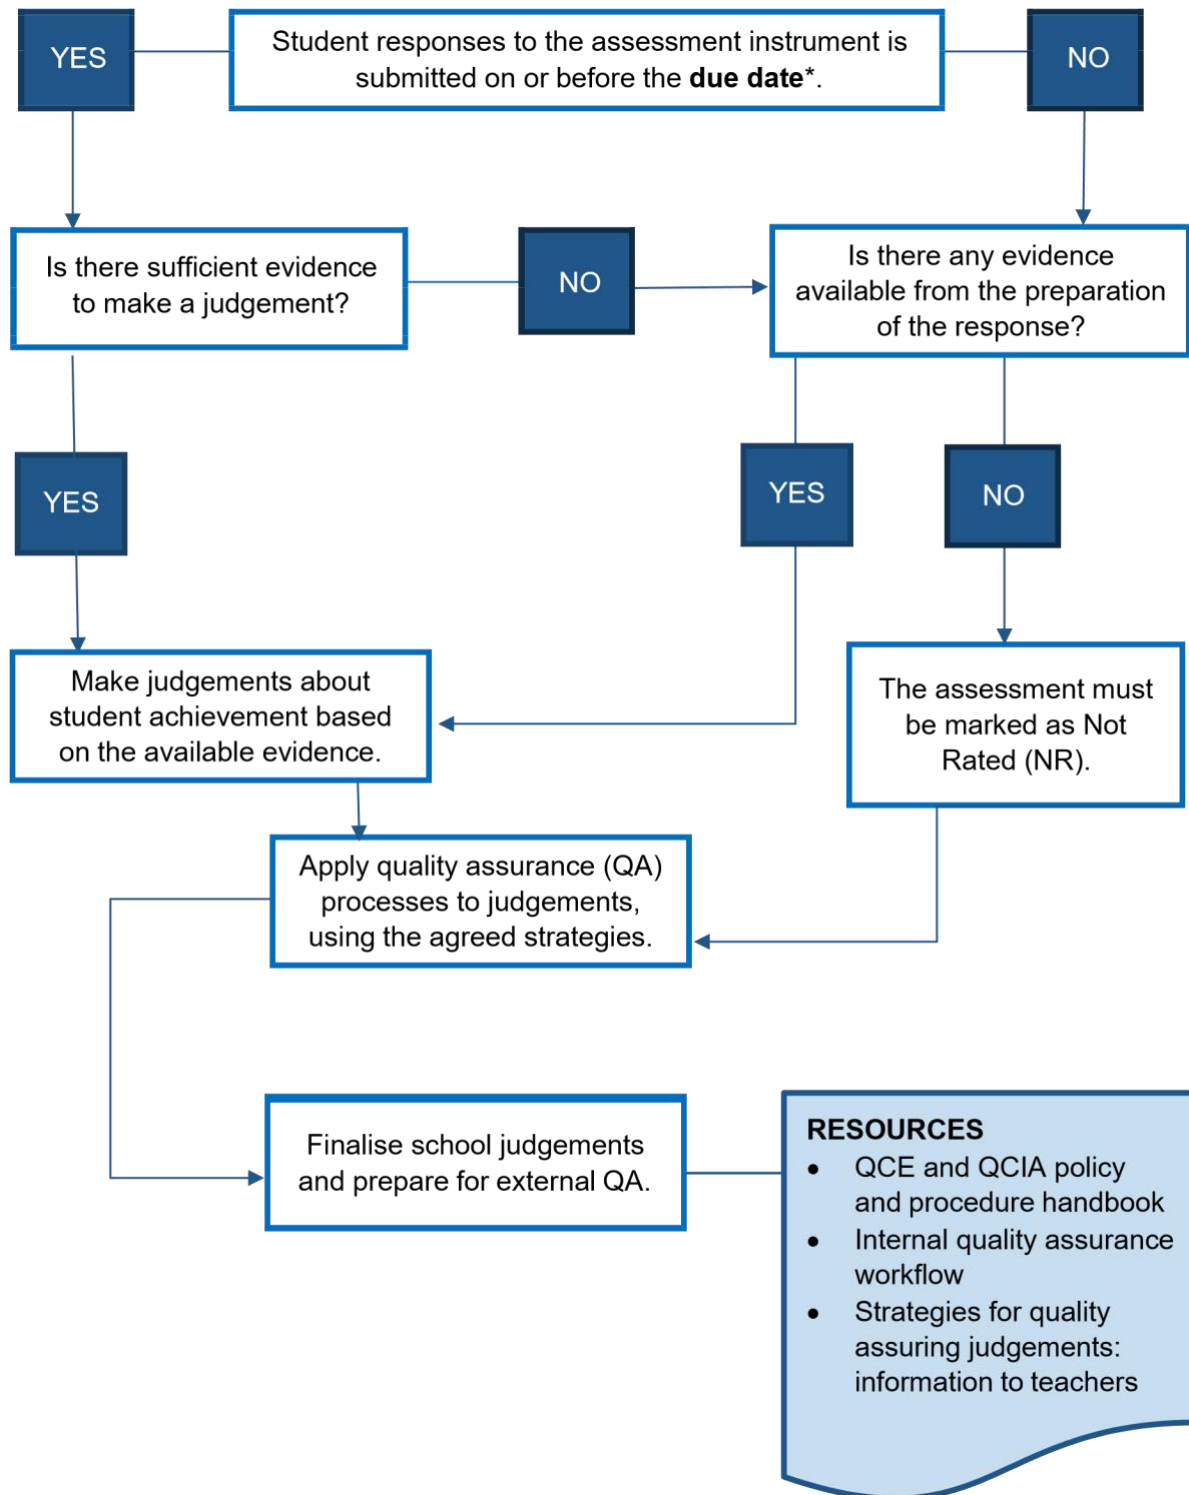 YES
Student responses to the assessment instrument is
submitted on or before the due date*.
NO
Is there sufficient evidence
to make a judgement?
NO
Is there any evidence
available from the preparation
of the response?
YES
YES
NO
Make judgements about
student achievement based
on the available evidence.
The assessment must
be marked as Not
Rated (NR).
Apply quality assurance (QA)
processes to judgements,
using the agreed strategies.
Finalise school judgements
and prepare for external QA.
RESOURCES
• QCE and QCIA policy
and procedure handbook
• Internal quality assurance
workflow
• Strategies for quality
assuring judgements:
information to teachers